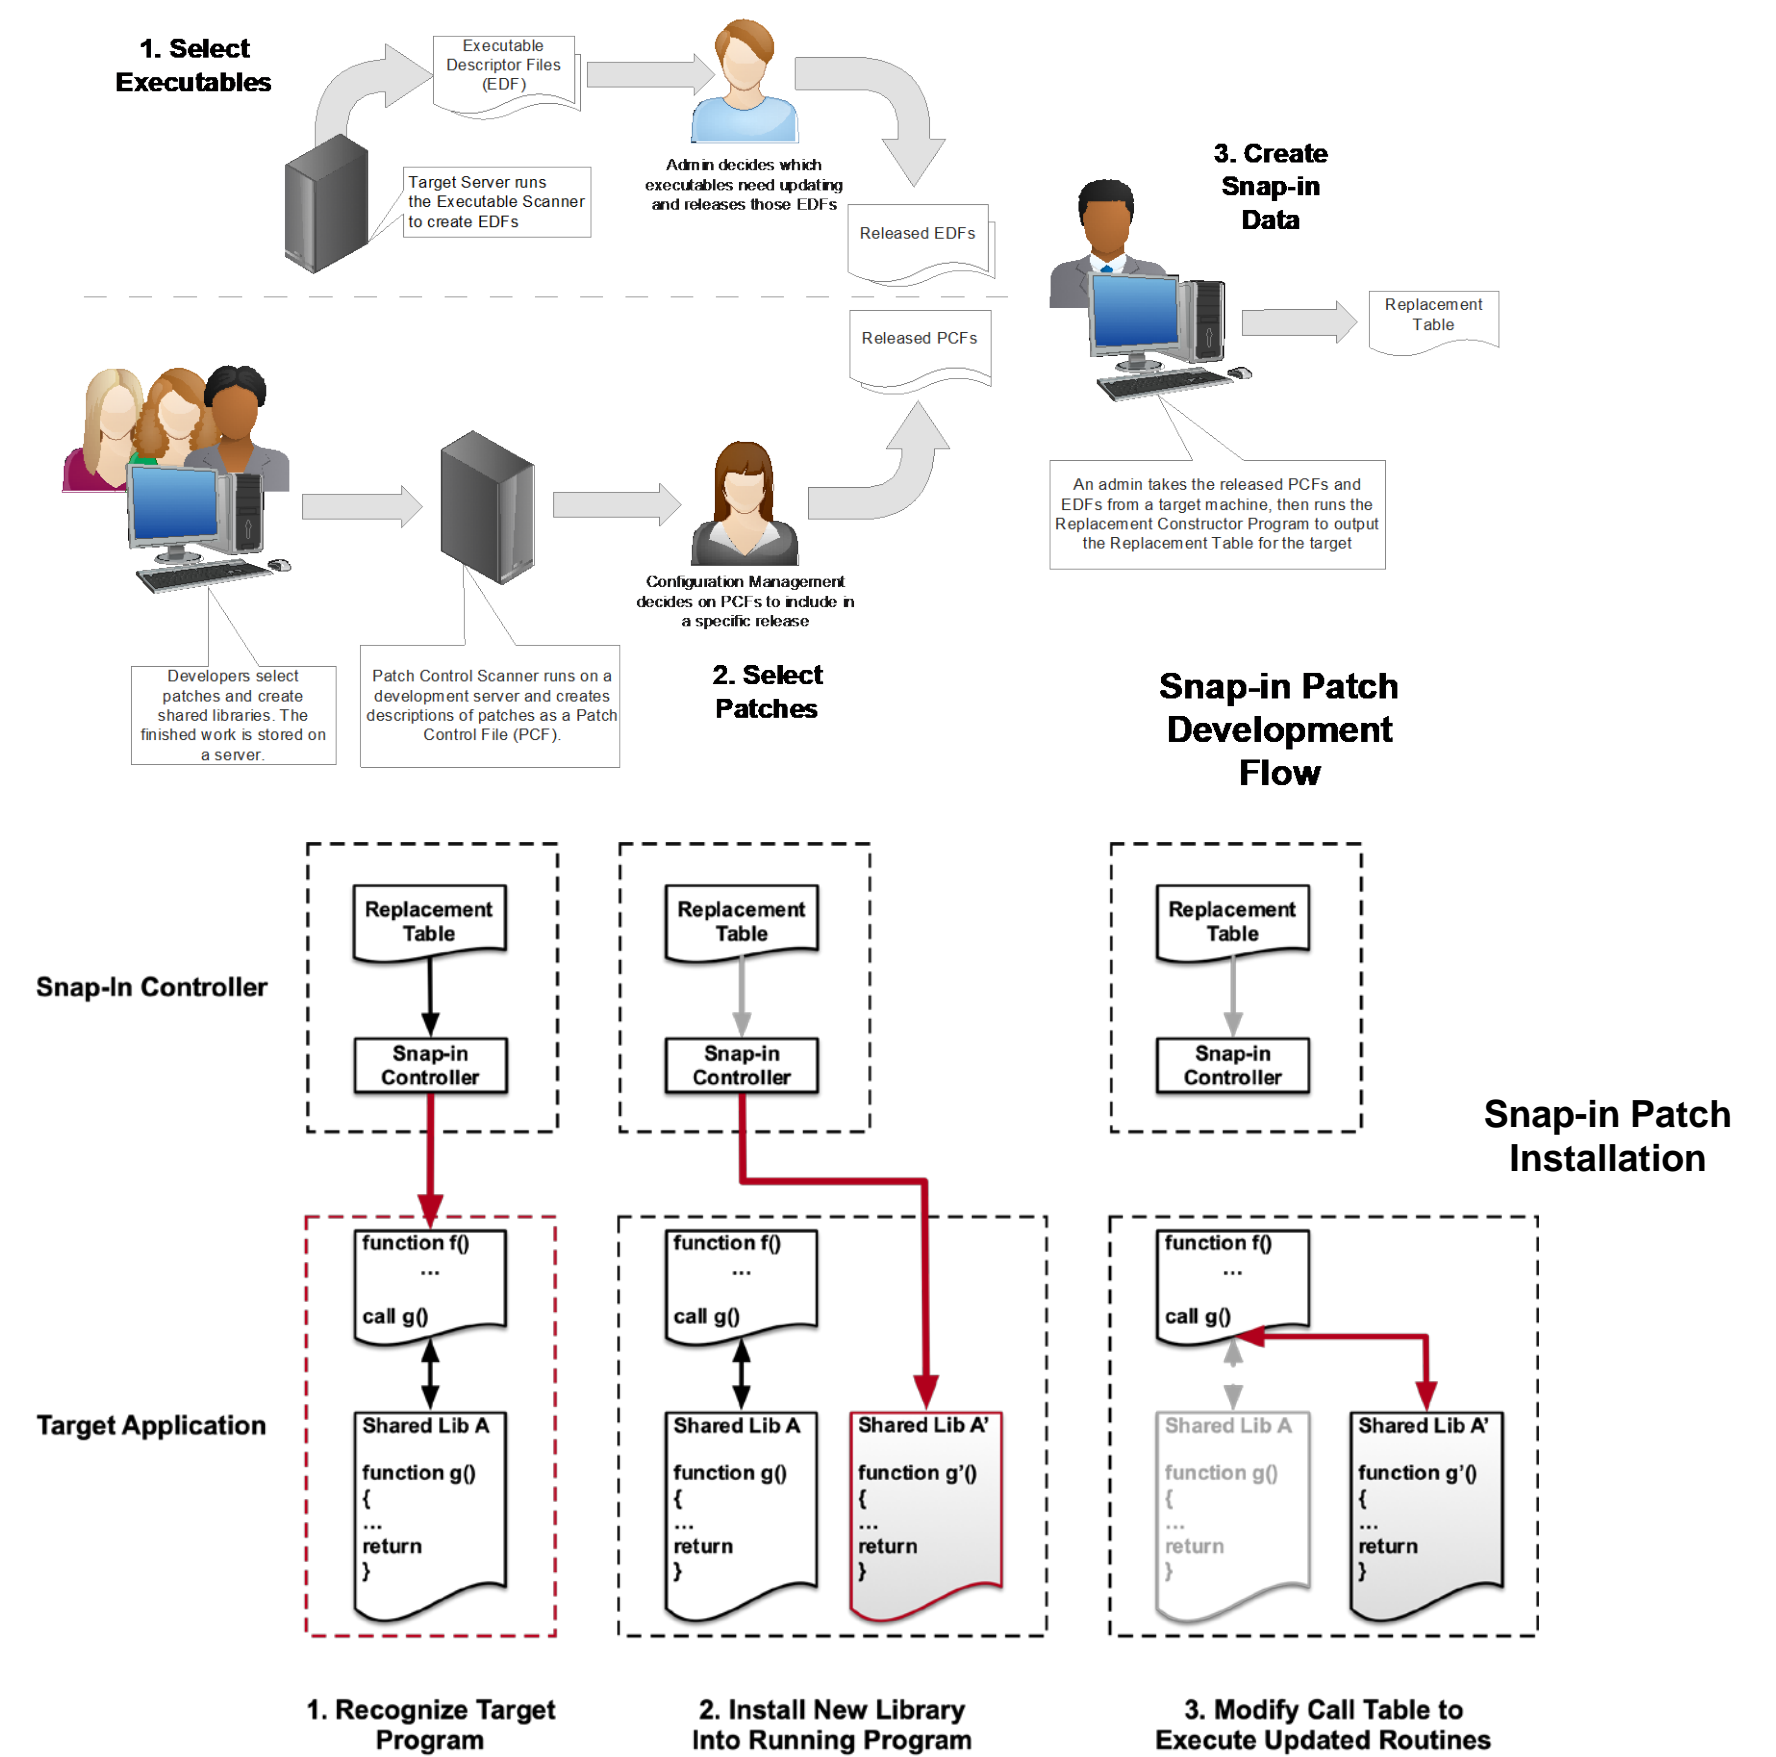 1. Select
Executables
Executable
Descriptor Files
(EDF)
Target Server runs
the Executable Scanner
to create EDFs
Admin decides which
executables need updating
and releases those EDFs
Released EDFs
3. Create
Snap-in
Data
Replacement
Table
Released PCFs
An admin takes the released PCFs and
EDFs from a target machine, then runs the
Replacement Constructor Program to output
the Replacement Table for the target
Configuration Management
decides on PCFs to include in
a specific release
Developers select
patches and create
shared libraries. The
finished work is stored on
a server.
Patch Control Scanner runs on a
development server and creates
descriptions of patches as a Patch
Control File (PCF).
2. Select
Patches
Snap-in Patch
Development
Flow
Snap-In Controller
Replacement
Table
Snap-in
Controller
Replacement
Table
Snap-in
Controller
Replacement
Table
Snap-in
Controller
Snap-in Patch
Installation
Target Application
function f()
...
call g()
Shared Lib A
function g()
{
...
return
}
function f()
...
call g()
Shared Lib A
function g()
{
...
return
}
Shared Lib A’
function g’()
{
...
return
}
function f()
...
call g()
Shared Lib A
function g()
{
...
return
}
Shared Lib A’
function g’()
{
...
return
}
1. Recognize Target
Program
2. Install New Library
Into Running Program
3. Modify Call Table to
Execute Updated Routines